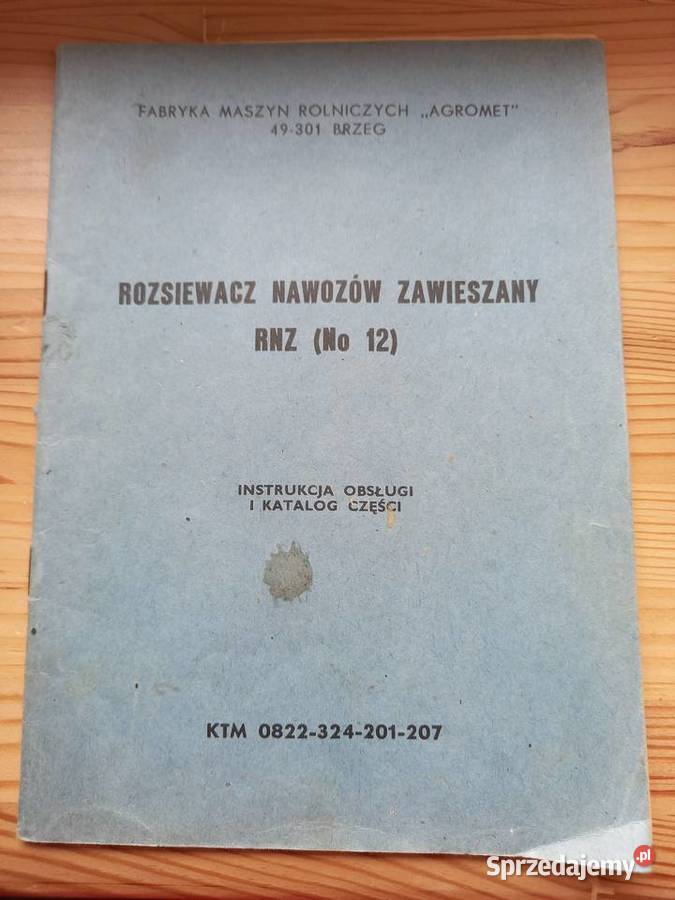 FABRYKA MASZYN ROLNICZYCH „AGROMET"
49-301 BRZEG
ROZSIEWACZ NAWOZÓW ZAWIESZANY
RNZ (No 12)
INSTRUKCJA OBSŁUGI
I KATALOG CZĘŚCI
KTM 0822-324-201-207
Sprzedajemy.pl